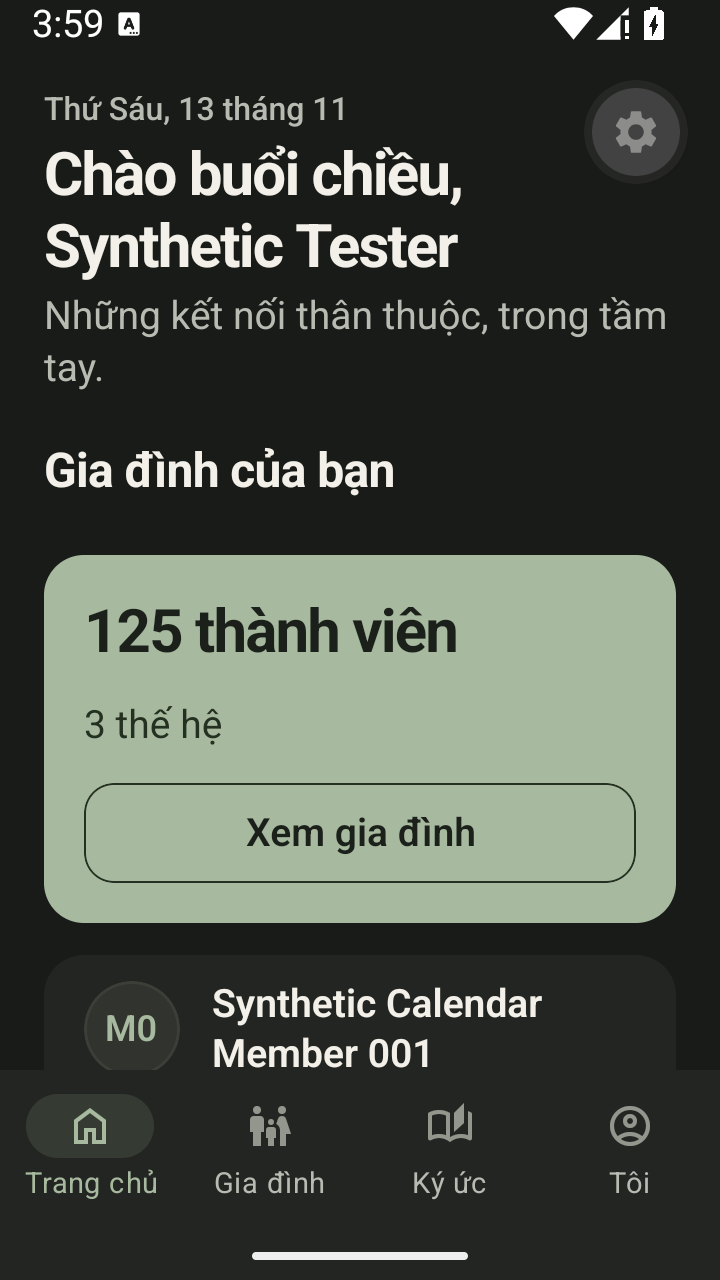 3:59
Thứ Sáu, 13 tháng 11
Chào buổi chiều,
Synthetic Tester
Những kết nối thân thuộc, trong tầm
tay.
Gia đình của bạn
125 thành viên
3 thế hệ
Xem gia đình
M0
Synthetic Calendar
Member 001
Trang chủ
Gia đình
Ký ức
Tôi